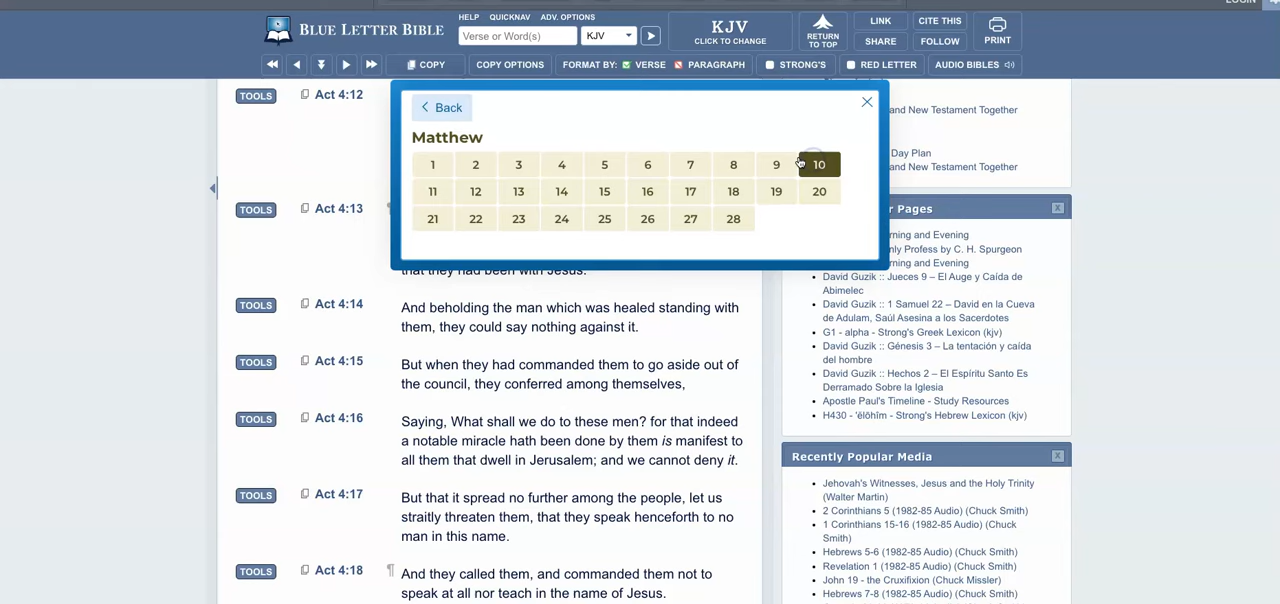 LOGIN
HELP QUICKNAV ADV. OPTIONS
BLUE LETTER BIBLE
Verse or Word(s)
KJV
KJV
CLICK TO CHANGE
RETURN
TO TOP
LINK
CITE THIS
SHARE
FOLLOW
PRINT
COPY
COPY OPTIONS
FORMAT BY: VERSE PARAGRAPH
STRONG'S
RED LETTER
AUDIO BIBLES
Back
Matthew
1 2 3 4 5 6 7 8 9 10
11 12 13 14 15 16 17 18 19 20
21 22 23 24 25 26 27 28
TOOLS Act 4:12
TOOLS Act 4:13 ¶
that they had been with Jesus.
TOOLS Act 4:14 And beholding the man which was healed standing with
them, they could say nothing against it.
TOOLS Act 4:15 But when they had commanded them to go aside out of
the council, they conferred among themselves,
TOOLS Act 4:16 Saying, What shall we do to these men? for that indeed
a notable miracle hath been done by them is manifest to
all them that dwell in Jerusalem; and we cannot deny it.
TOOLS Act 4:17 But that it spread no further among the people, let us
straitly threaten them, that they speak henceforth to no
man in this name.
TOOLS Act 4:18 ¶ And they called them, and commanded them not to
speak at all nor teach in the name of Jesus.
and New Testament Together
Day Plan
and New Testament Together
r Pages X
rning and Evening
nly Profess by C. H. Spurgeon
rning and Evening
David Guzik :: Jueces 9 – El Auge y Caída de
Abimelec
David Guzik :: 1 Samuel 22 – David en la Cueva
de Adulam, Saúl Asesina a los Sacerdotes
G1 - alpha - Strong's Greek Lexicon (kjv)
David Guzik :: Génesis 3 – La tentación y caída
del hombre
David Guzik :: Hechos 2 – El Espíritu Santo Es
Derramado Sobre la Iglesia
Apostle Paul's Timeline - Study Resources
H430 - 'ĕlōhîm - Strong's Hebrew Lexicon (kjv)
Recently Popular Media X
Jehovah's Witnesses, Jesus and the Holy Trinity
(Walter Martin)
2 Corinthians 5 (1982-85 Audio) (Chuck Smith)
1 Corinthians 15-16 (1982-85 Audio) (Chuck
Smith)
Hebrews 5-6 (1982-85 Audio) (Chuck Smith)
Revelation 1 (1982-85 Audio) (Chuck Smith)
John 19 - the Cruxifixion (Chuck Missler)
Hebrews 7-8 (1982-85 Audio) (Chuck Smith)